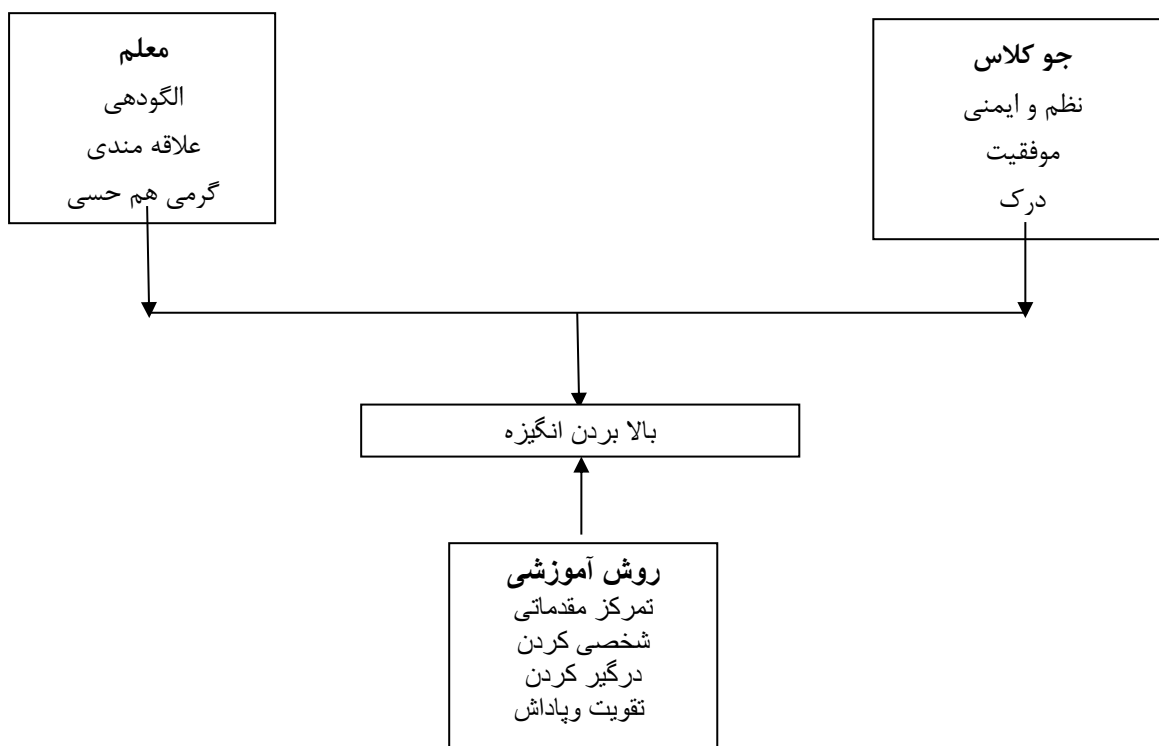 جو کلاس
نظم و ایمنی
موفقیت
درک
معلم
الگودهی
علاقه مندی
گرمی هم حسی
بالا بردن انگیزه
روش آموزشی
تمرکز مقدماتی
شخصی کردن
درگیر کردن
تقویت وپاداش